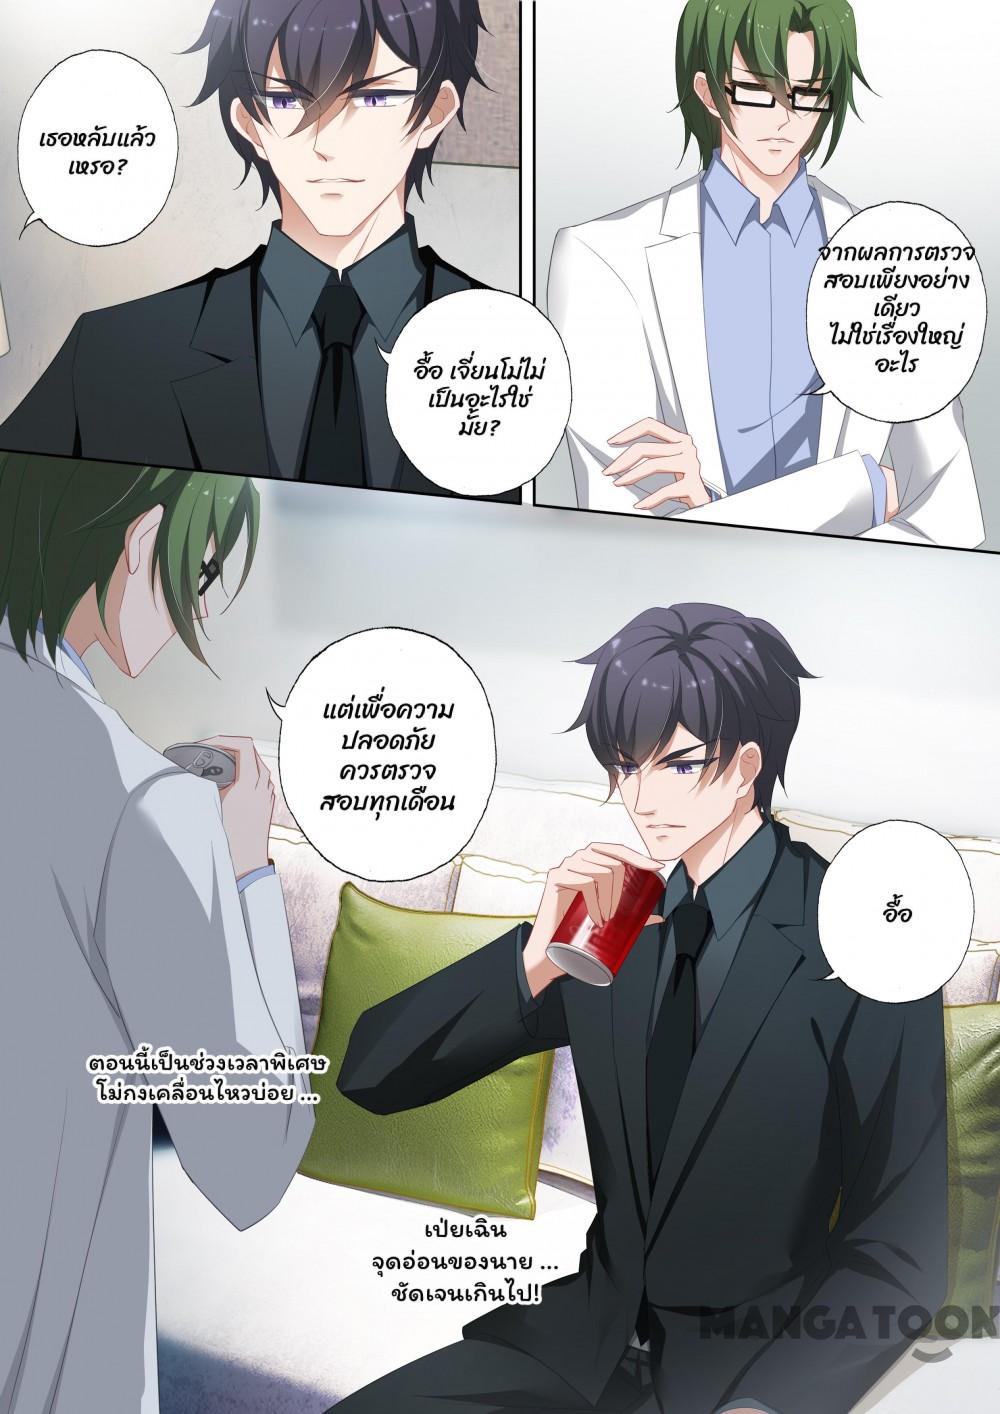 เธอหลับแล้ว
เหรอ?
อื้อ เจี่ยนโม่ไม่
เป็นอะไรใช่
มั้ย?
จากผลการตรวจ
สอบเพียงอย่าง
เดียว
ไม่ใช่เรื่องใหญ่
อะไร
แต่เพื่อความ
ปลอดภัย
ควรตรวจ
สอบทุกเดือน
อื้อ
ตอนนี้เป็นช่วงเวลาพิเศษ
โม่กงเคลื่อนไหวบ่อย ...
เป่ยเฉิน
จุดอ่อนของนาย ...
ชัดเจนเกินไป!
MANGATOON